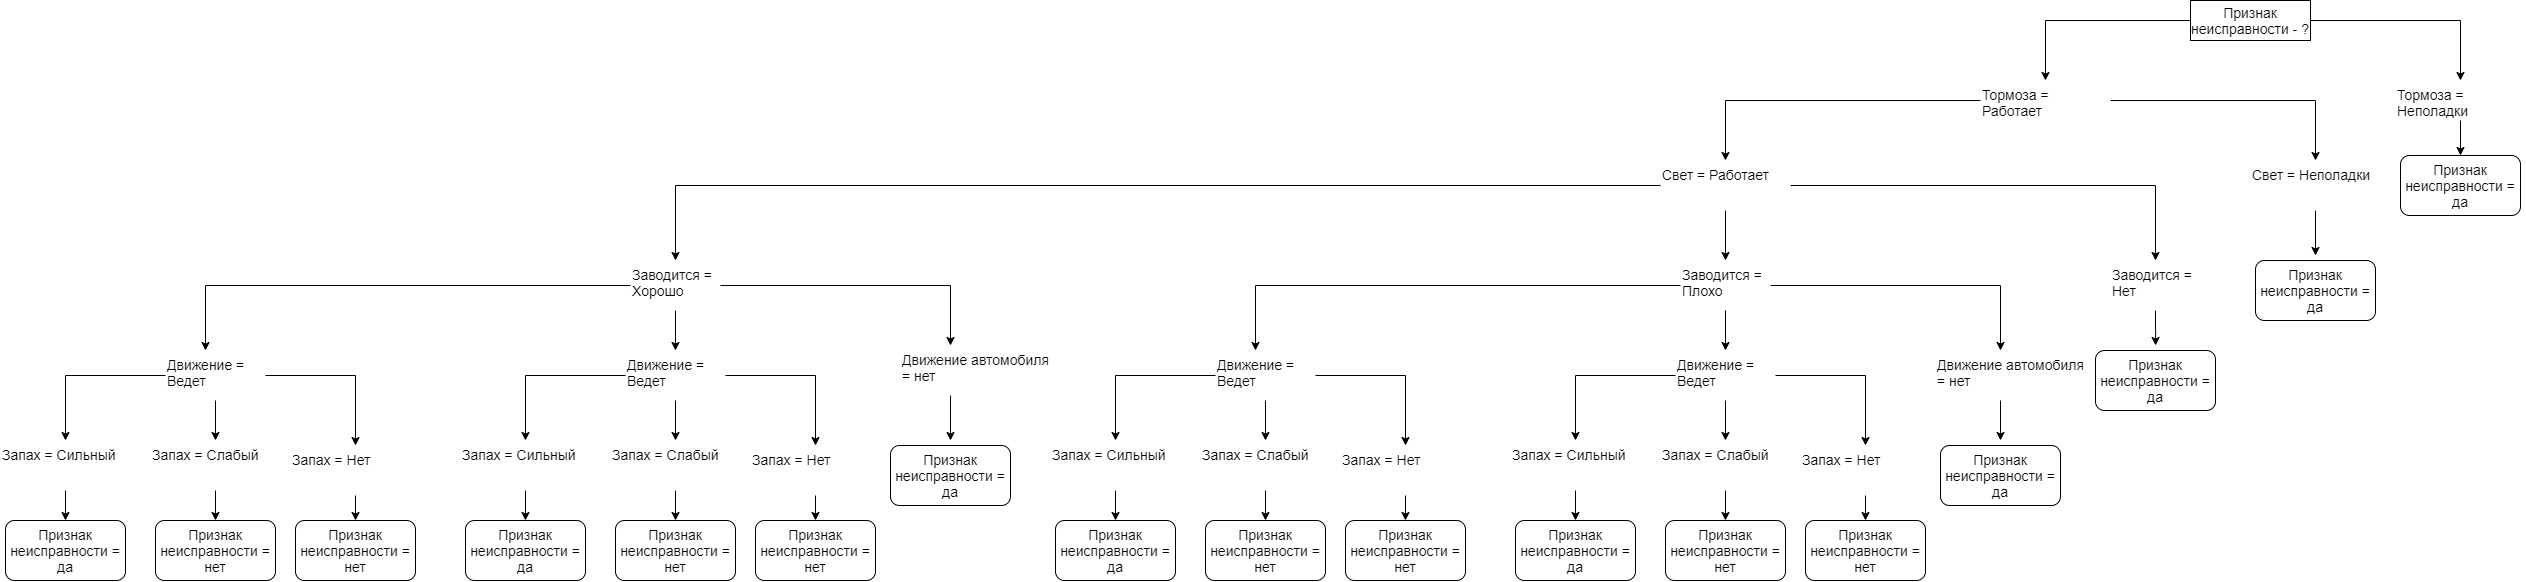 Признак
неисправности - ?
Тормоза =
Работает
Тормоза =
Неполадки
Свет = Работает
Свет = Неполадки
Признак
неисправности =
да
Заводится =
Хорошо
Заводится =
Плохо
Заводится =
Нет
Признак
неисправности =
да
Движение =
Ведет
Движение =
Ведет
Движение автомобиля
= нет
Движение =
Ведет
Движение =
Ведет
Движение автомобиля
= нет
Признак
неисправности =
да
Запах = Сильный
Запах = Слабый
Запах = Нет
Запах = Сильный
Запах = Слабый
Запах = Нет
Признак
неисправности =
да
Запах = Сильный
Запах = Слабый
Запах = Нет
Запах = Сильный
Запах = Слабый
Запах = Нет
Признак
неисправности =
да
Признак
неисправности =
да
Признак
неисправности =
нет
Признак
неисправности =
нет
Признак
неисправности =
да
Признак
неисправности =
нет
Признак
неисправности =
нет
Признак
неисправности =
да
Признак
неисправности =
нет
Признак
неисправности =
нет
Признак
неисправности =
да
Признак
неисправности =
нет
Признак
неисправности =
нет